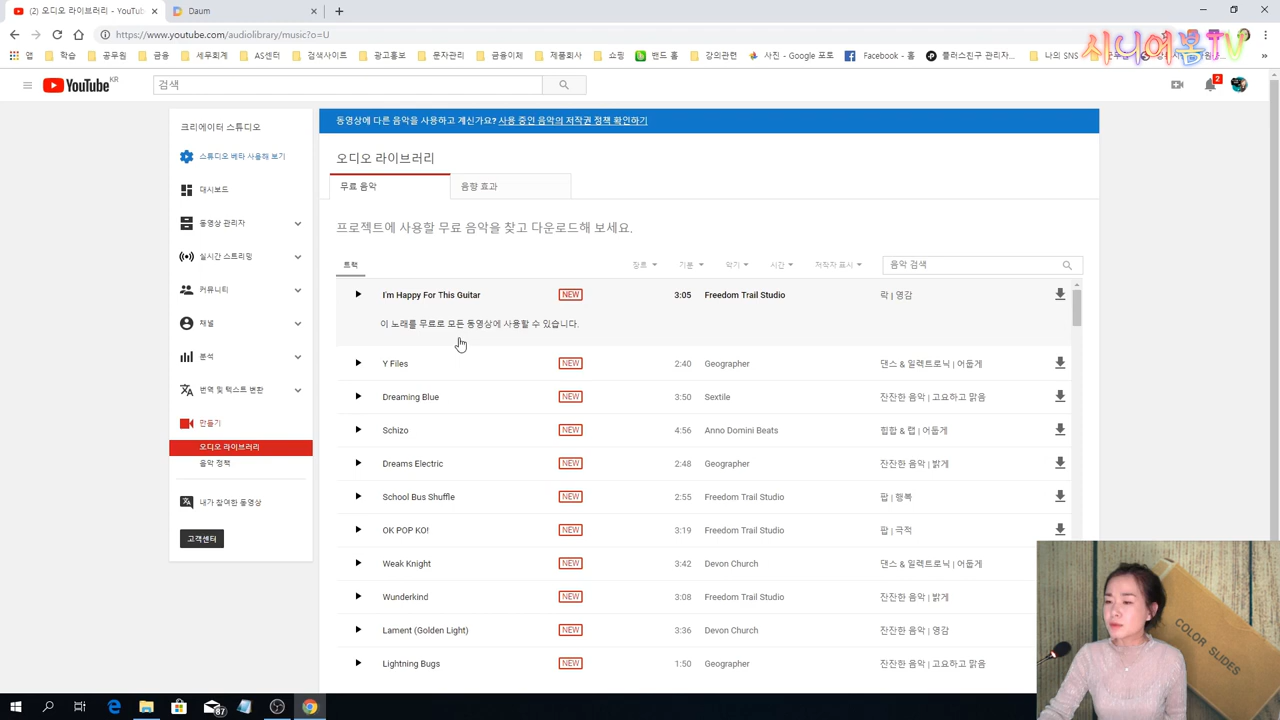 (2) 오디오 라이브러리 - YouTub
Daum
https://www.youtube.com/audiolibrary/music?o=U
앱
학습
공무원
금융
세무회계
AS센터
검색사이트
광고홍보
문자관리
금융이체
제품회사
쇼핑
밴드 홈
강의관련
사진 - Google 포토
Facebook - 홈
플러스친구 관리자...
나의 SNS
시니어봄TV
YouTube KR
검색
2
크리에이터 스튜디오
스튜디오 베타 사용해 보기
대시보드
동영상 관리자
실시간 스트리밍
커뮤니티
채널
분석
번역 및 텍스트 변환
만들기
오디오 라이브러리
음악 정책
내가 참여한 동영상
고객센터
동영상에 다른 음악을 사용하고 계신가요? 사용 중인 음악의 저작권 정책 확인하기
오디오 라이브러리
무료 음악
음향 효과
프로젝트에 사용할 무료 음악을 찾고 다운로드해 보세요.
트랙
장르
기분
악기
시간
저작자 표시
음악 검색
I'm Happy For This Guitar NEW 3:05 Freedom Trail Studio 락 | 영감
이 노래를 무료로 모든 동영상에 사용할 수 있습니다.
Y Files NEW 2:40 Geographer 댄스 & 일렉트로닉 | 어둡게
Dreaming Blue NEW 3:50 Sextile 잔잔한 음악 | 고요하고 맑음
Schizo NEW 4:56 Anno Domini Beats 힙합 & 랩 | 어둡게
Dreams Electric NEW 2:48 Geographer 잔잔한 음악 | 밝게
School Bus Shuffle NEW 2:55 Freedom Trail Studio 팝 | 행복
OK POP KO! NEW 3:19 Freedom Trail Studio 팝 | 극적
Weak Knight NEW 3:42 Devon Church 댄스 & 일렉트로닉 | 어둡게
Wunderkind NEW 3:08 Freedom Trail Studio 잔잔한 음악 | 밝게
Lament (Golden Light) NEW 3:36 Devon Church 잔잔한 음악 | 영감
Lightning Bugs NEW 1:50 Geographer 잔잔한 음악 | 고요하고 맑음
COLOR SLIDES
87